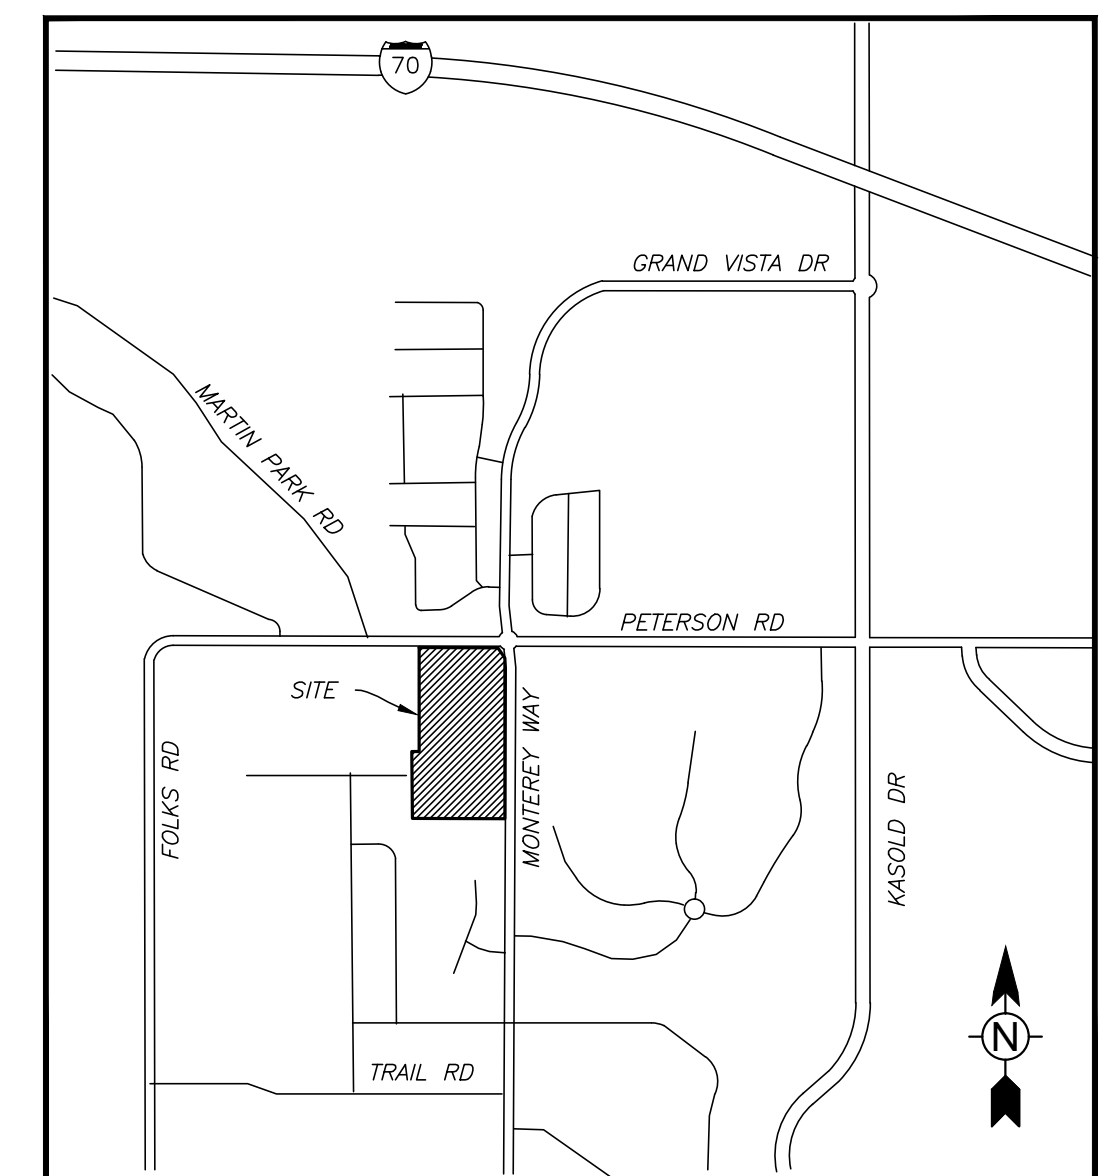 70
GRAND VISTA DR
MARTIN PARK RD
PETERSON RD
SITE
MONTEREY WAY
FOLKS RD
KASOLD DR
N
TRAIL RD